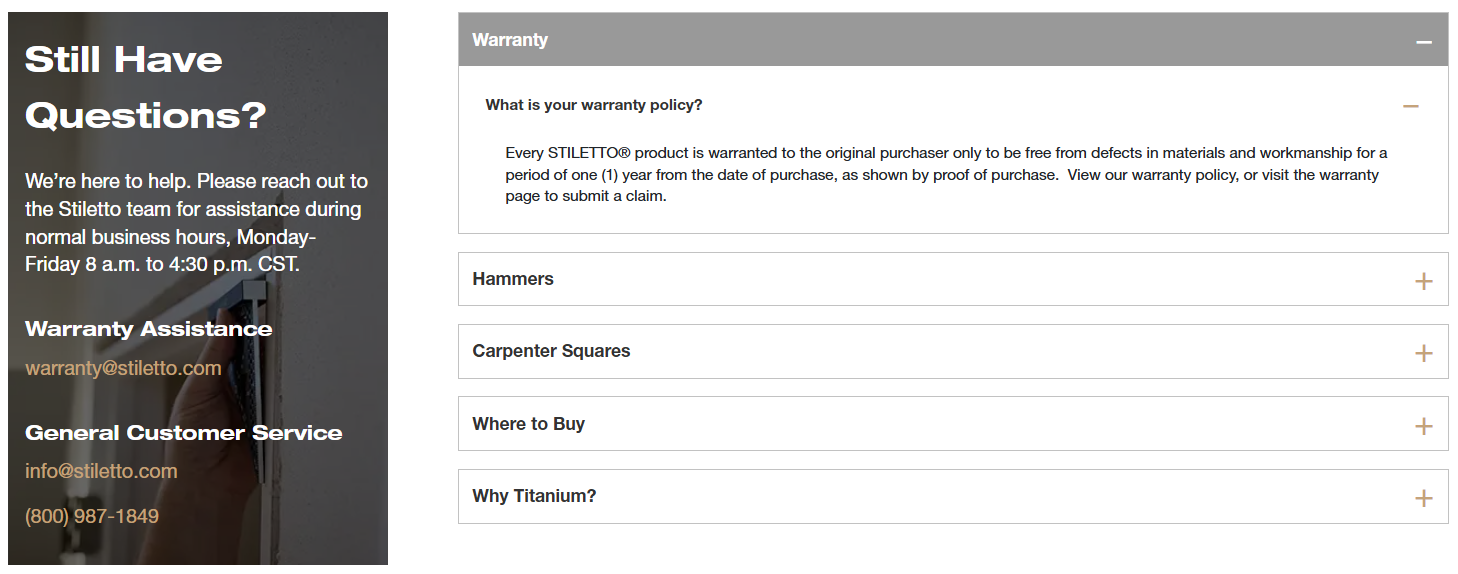 Still Have
Questions?
We’re here to help. Please reach out to
the Stiletto team for assistance during
normal business hours, Monday-
Friday 8 a.m. to 4:30 p.m. CST.
Warranty Assistance
warranty@stiletto.com
General Customer Service
info@stiletto.com
(800) 987-1849
Warranty
What is your warranty policy?
Every STILETTO® product is warranted to the original purchaser only to be free from defects in materials and workmanship for a
period of one (1) year from the date of purchase, as shown by proof of purchase.  View our warranty policy, or visit the warranty
page to submit a claim.
Hammers
Carpenter Squares
Where to Buy
Why Titanium?